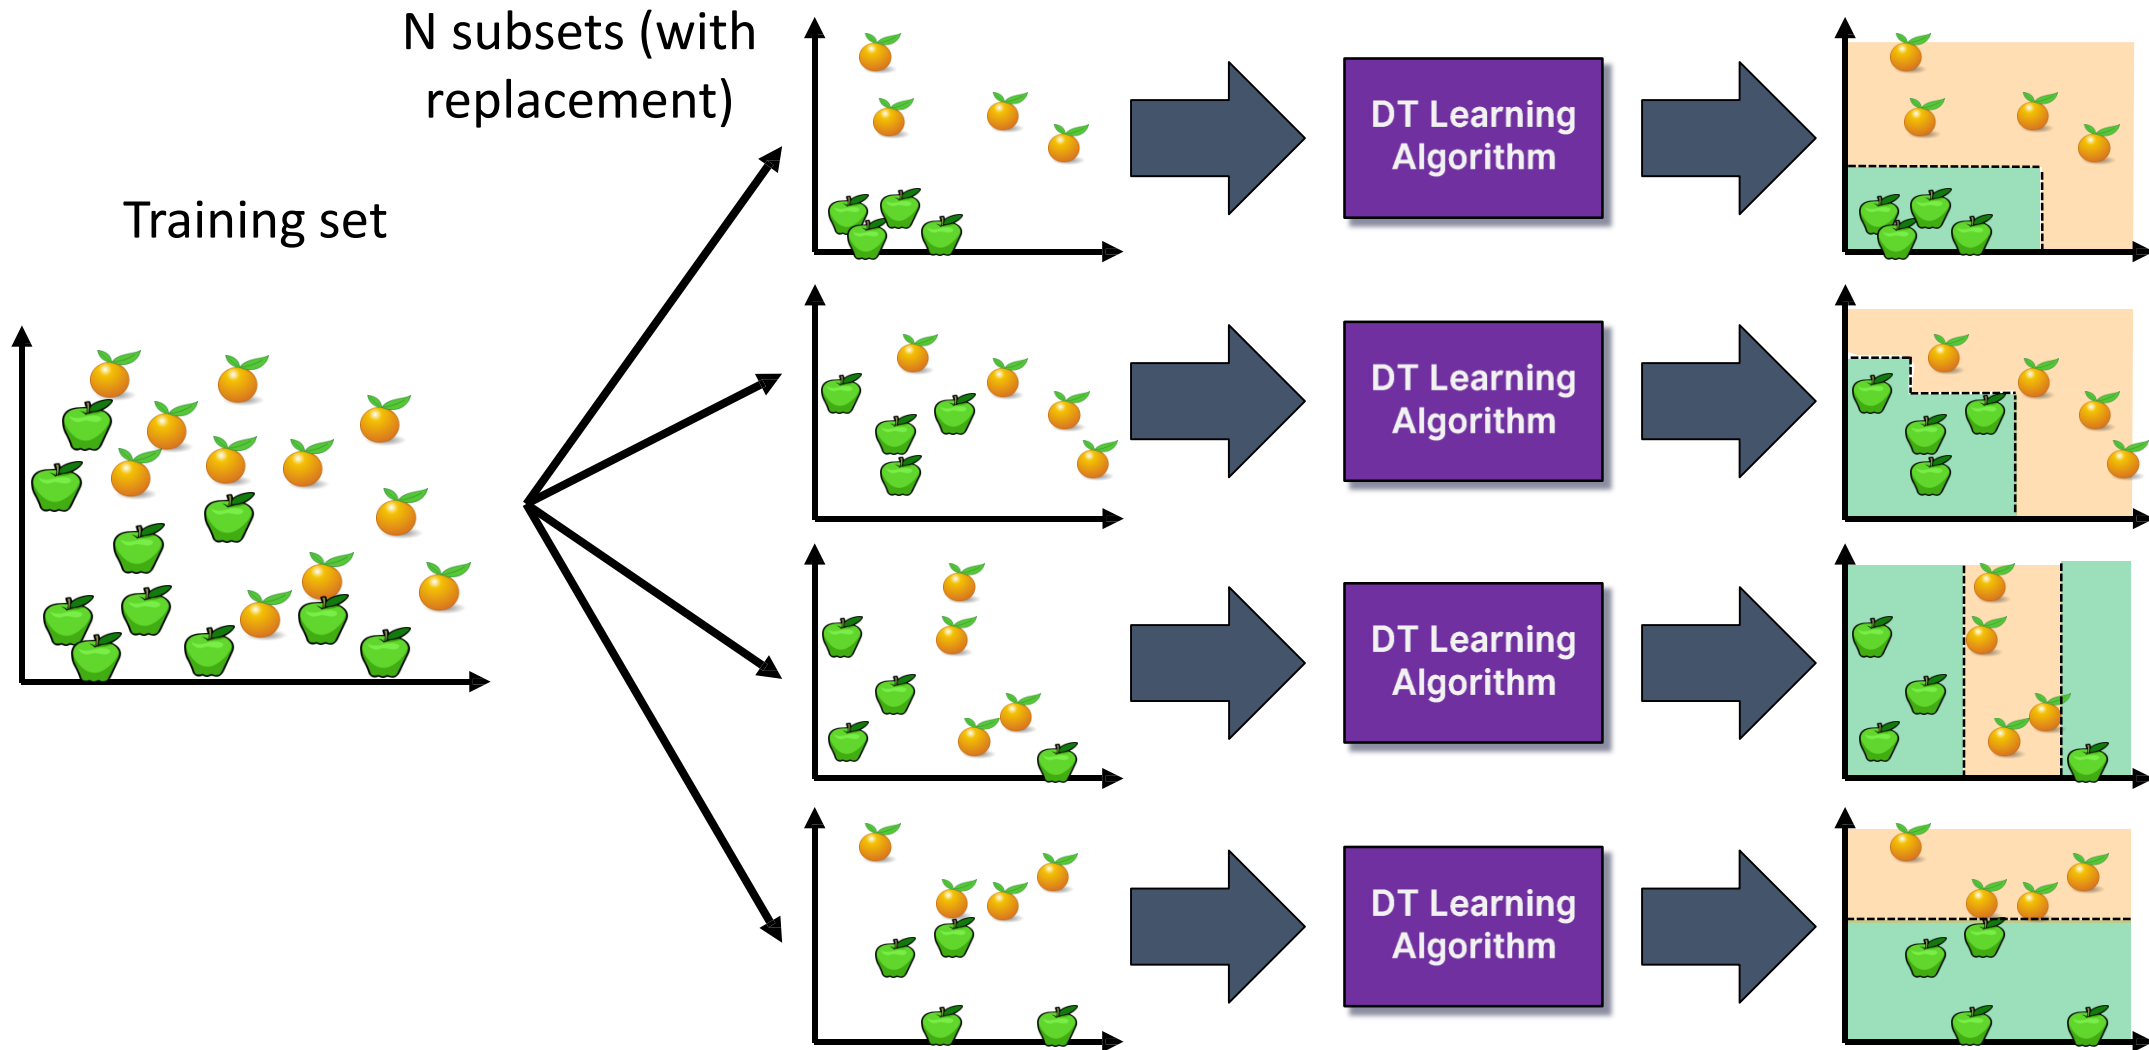 N subsets (with
replacement)
Training set
DT Learning
Algorithm
DT Learning
Algorithm
DT Learning
Algorithm
DT Learning
Algorithm